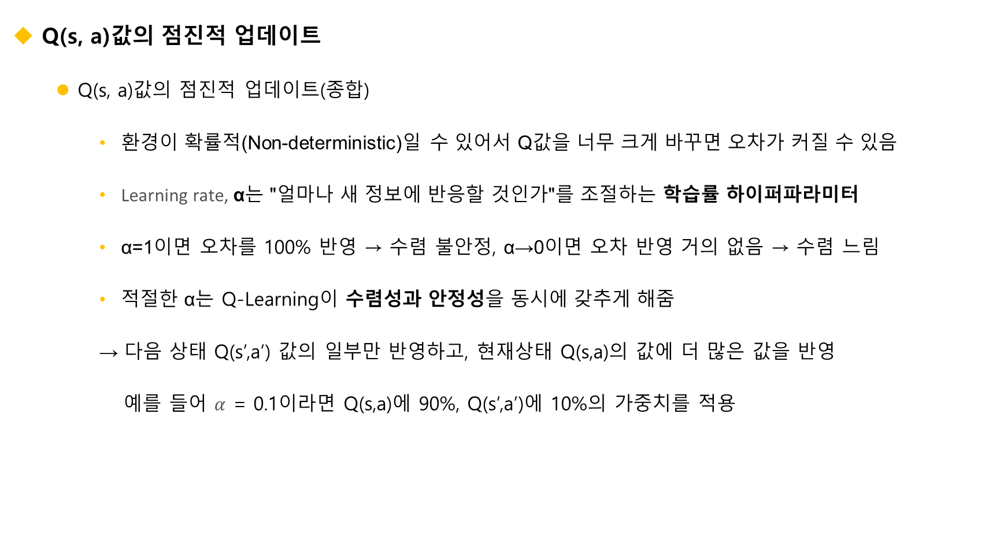 ◆ Q(s, a)값의 점진적 업데이트
● Q(s, a)값의 점진적 업데이트(종합)
• 환경이 확률적(Non-deterministic)일 수 있어서 Q값을 너무 크게 바꾸면 오차가 커질 수 있음
• Learning rate, α는 "얼마나 새 정보에 반응할 것인가"를 조절하는 학습률 하이퍼파라미터
• α=1이면 오차를 100% 반영 → 수렴 불안정, α→0이면 오차 반영 거의 없음 → 수렴 느림
• 적절한 α는 Q-Learning이 수렴성과 안정성을 동시에 갖추게 해줌
→ 다음 상태 Q(s’,a’) 값의 일부만 반영하고, 현재상태 Q(s,a)의 값에 더 많은 값을 반영
예를 들어 𝛼 = 0.1이라면 Q(s,a)에 90%, Q(s’,a’)에 10%의 가중치를 적용